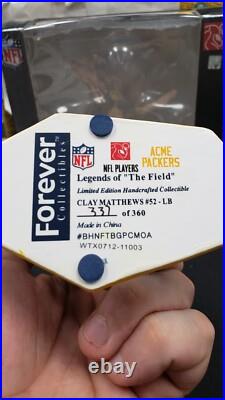 Forever
Collectibles
NFL
NFL PLAYERS
ACME
PACKERS
Legends of "The Field"
Limited Edition Handcrafted Collectible
CLAY MATTHEWS #52 - LB
337 of 360
Made in China
#BHNFTBGPCMOA
WTX0712-11003